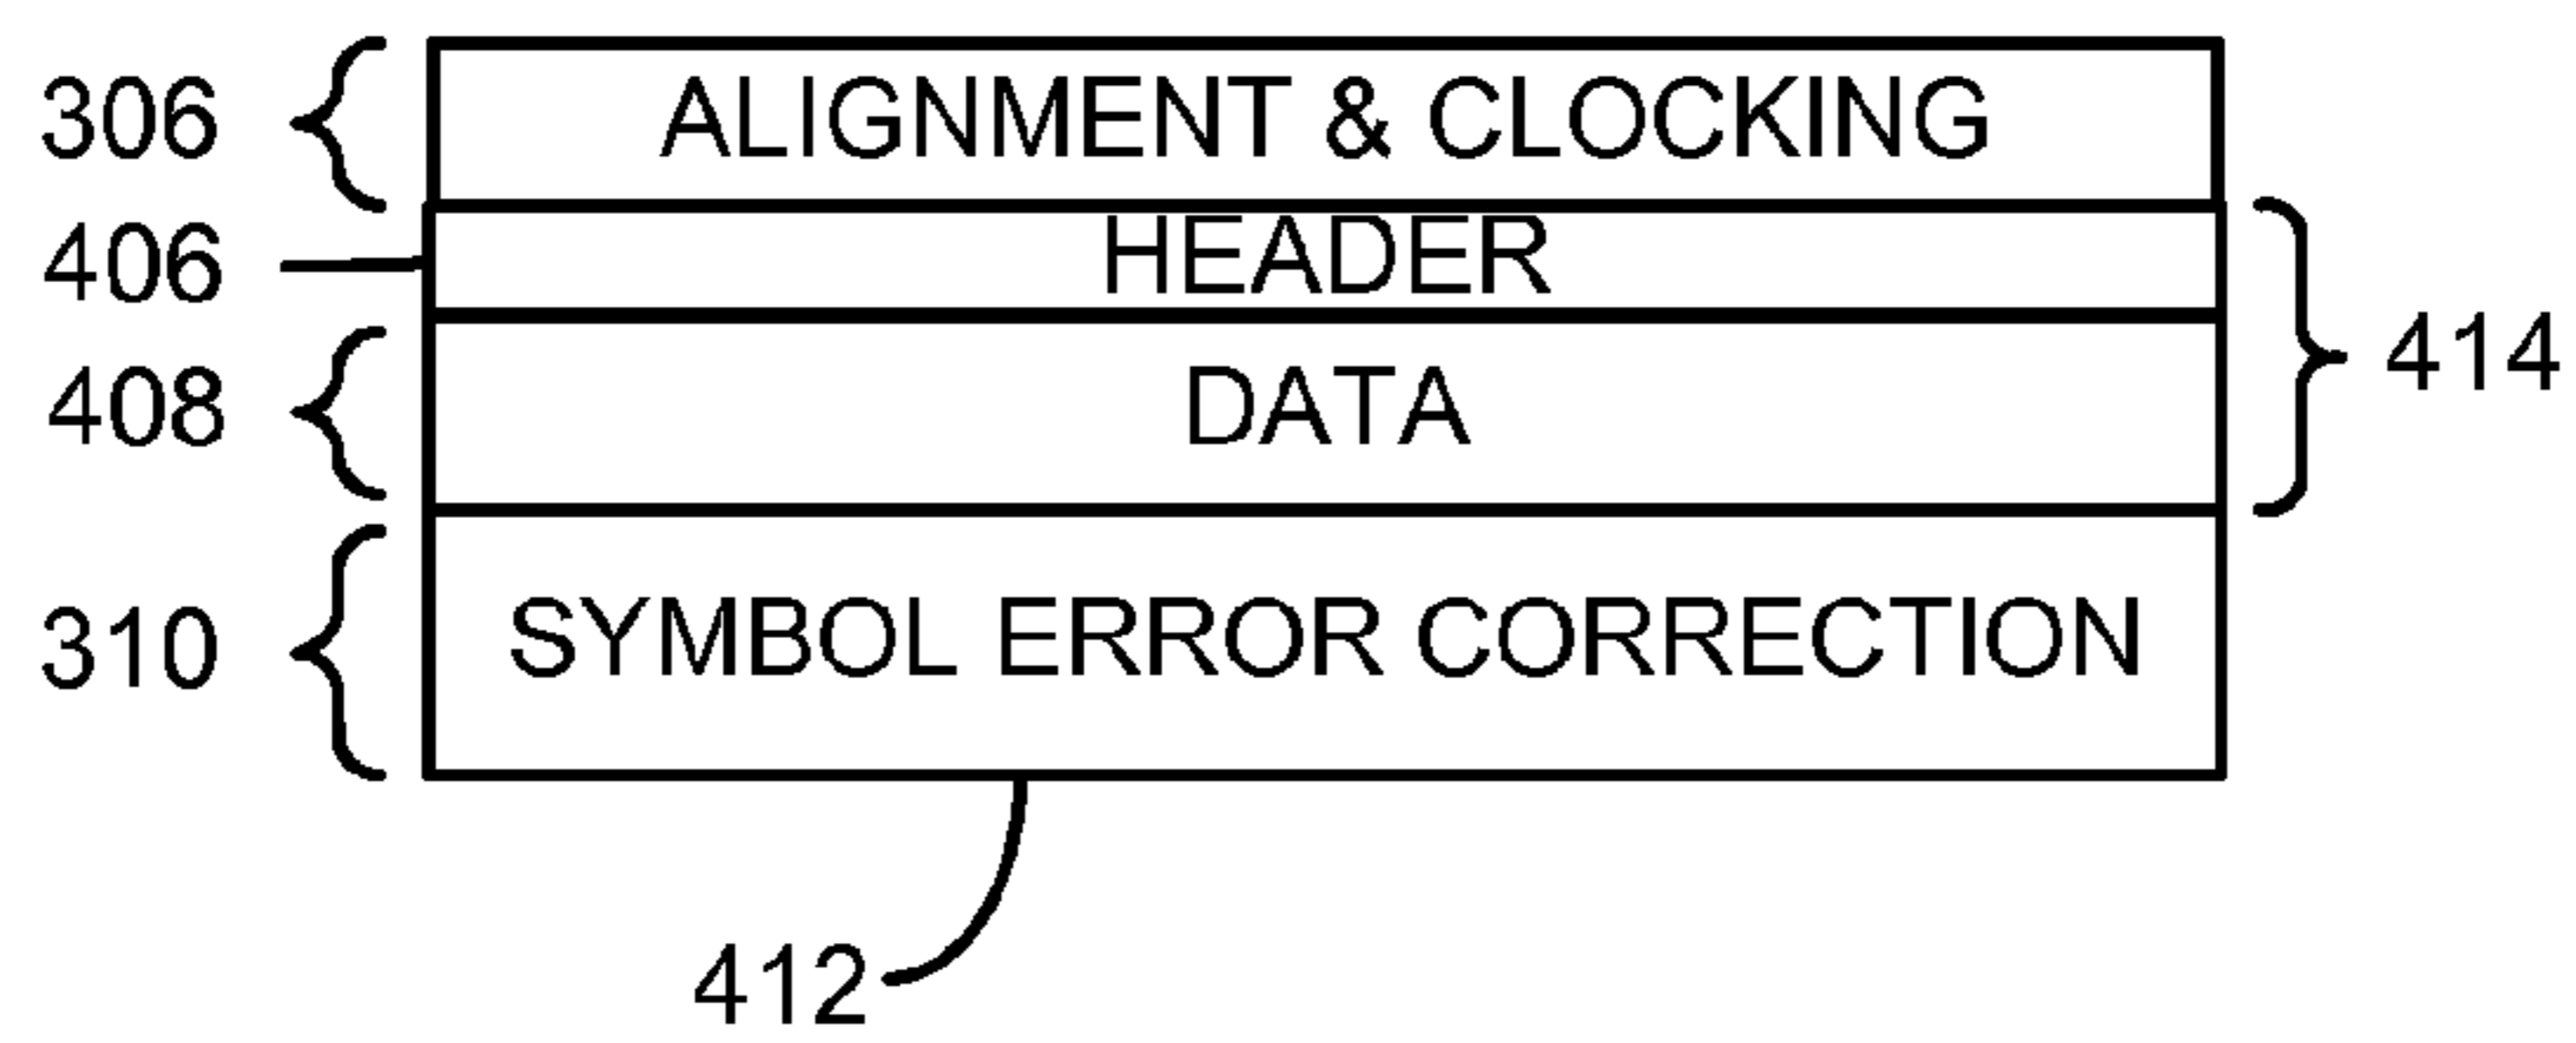 306 ALIGNMENT & CLOCKING
406 HEADER
414
408 DATA
310 SYMBOL ERROR CORRECTION
412